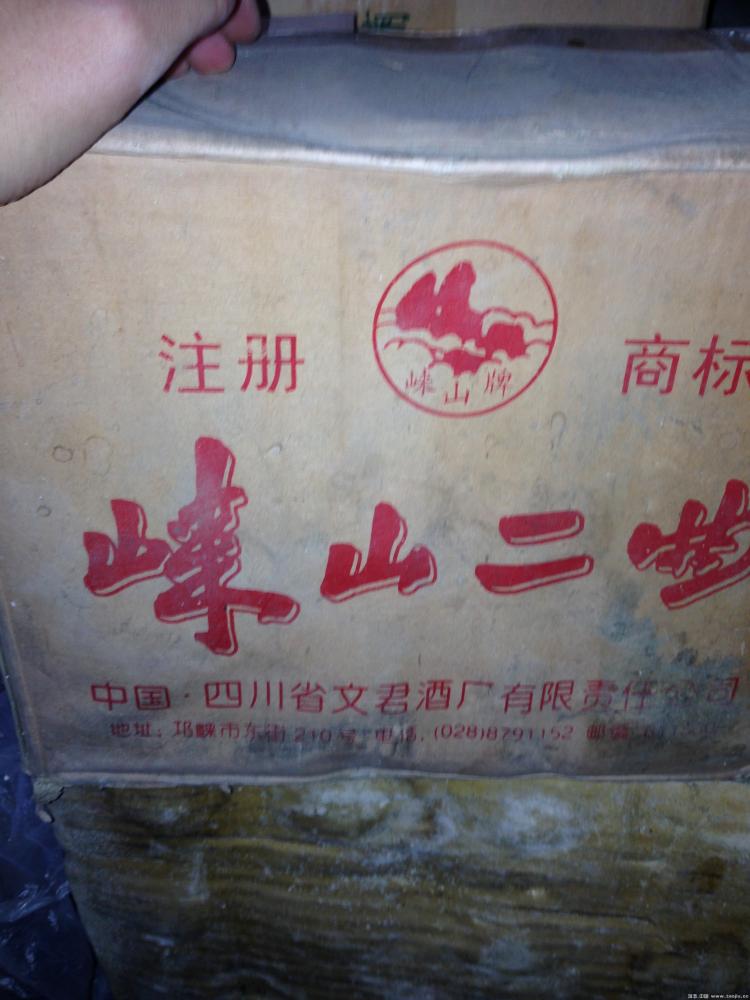 注册 商标
崃山牌
崃山二
中国·四川省文君酒厂有限责任公司
地址:邛崃市东街210号 电话:(028)8791152 邮编